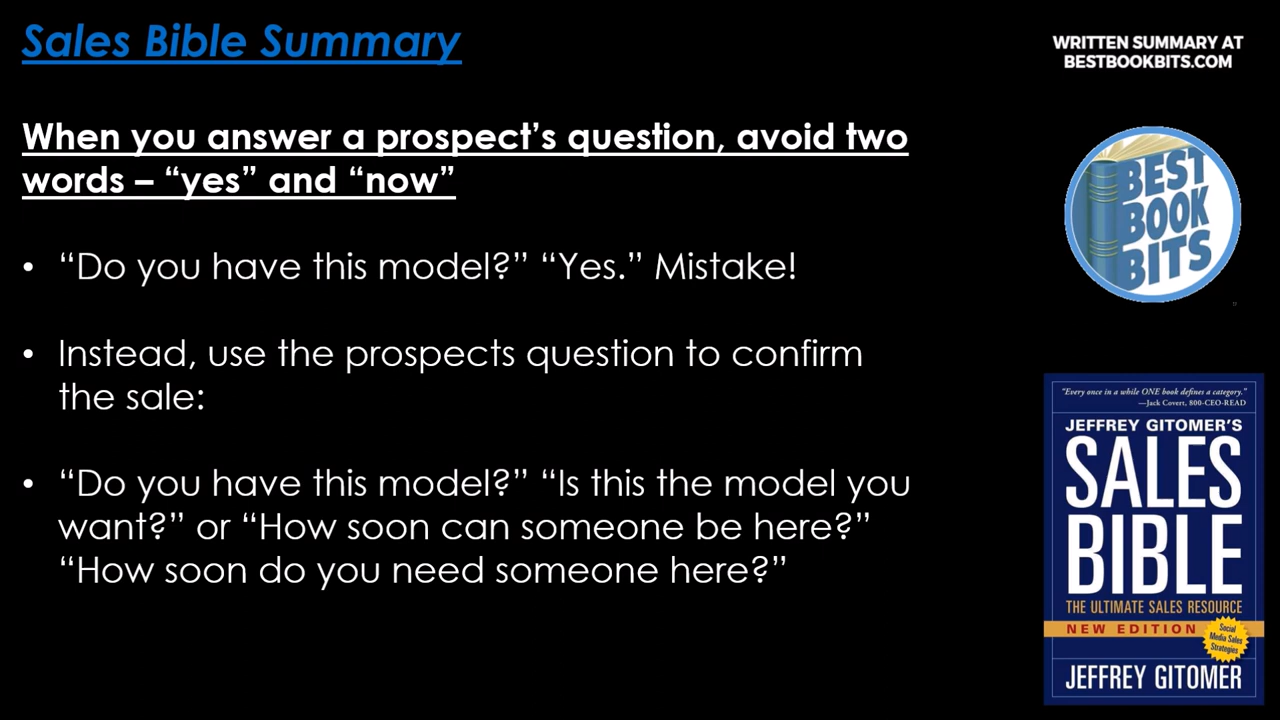 Sales Bible Summary
WRITTEN SUMMARY AT
BESTBOOKBITS.COM
When you answer a prospect’s question, avoid two
words – “yes” and “now”
• “Do you have this model?” “Yes.” Mistake!
• Instead, use the prospects question to confirm
the sale:
• “Do you have this model?” “Is this the model you
want?” or “How soon can someone be here?”
“How soon do you need someone here?”
BEST
BOOK
BITS
“Every once in a while ONE book defines a category.”
—Jack Covert, 800-CEO-READ
JEFFREY GITOMER’S
SALES
BIBLE
THE ULTIMATE SALES RESOURCE
NEW EDITION
Social
Media Sales
Strategies
JEFFREY GITOMER